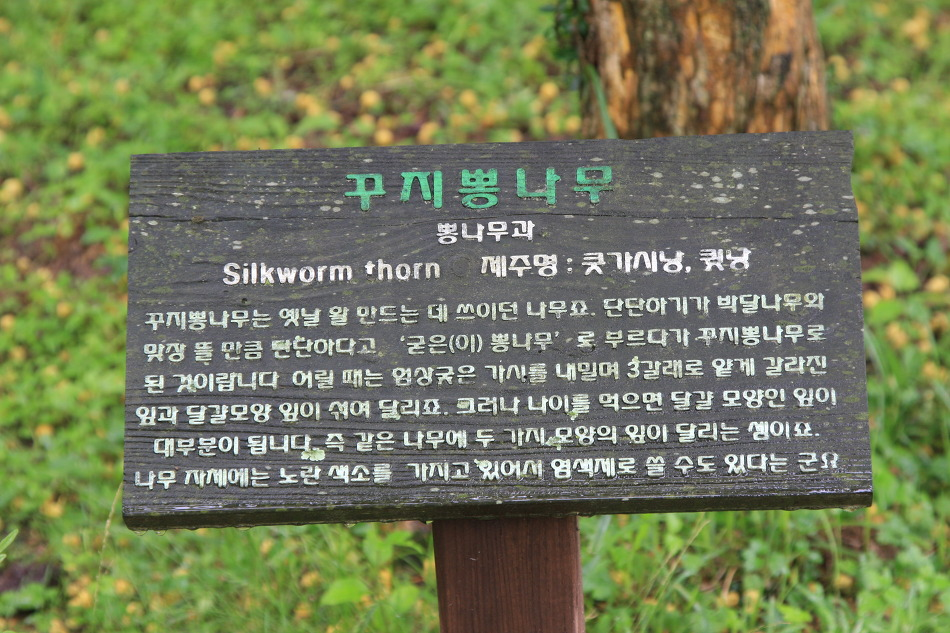 꾸지뽕나무
뽕나무과
Silkworm thorn 제주명 : 쿳가시낭, 귖낭
꾸지뽕나무는 옛날 활 만드는 데 쓰이던 나무죠. 단단하기가 박달나무와
맞장 뜰 만큼 탄탄하다고 '굳은(이) 뽕나무' 로 부르다가 꾸지뽕나무로
된 것이랍니다 어릴 때는 엄상궂은 가시를 내밀며 3갈래로 얕게 갈라진
잎과 달갈모양 잎이 섞여 달리죠. 그러나 나이를 먹으면 달걀 모양인 잎이
대부분이 됩니다. 즉 같은 나무에 두 가지 모양의 잎이 달리는 셈이죠.
나무 자체에는 노란 색소를 가지고 있어서 염색제로 쓸 수도 있다는 군요